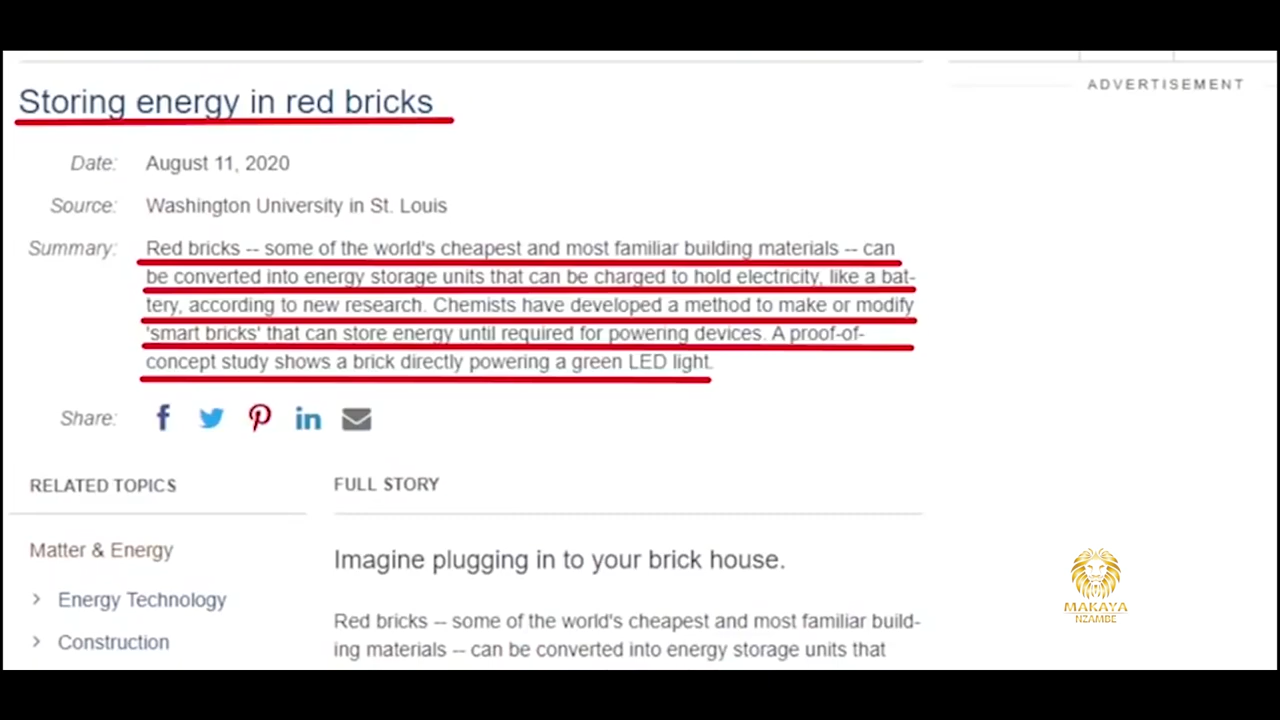 ADVERTISEMENT
Storing energy in red bricks
Date: August 11, 2020
Source: Washington University in St. Louis
Summary: Red bricks -- some of the world's cheapest and most familiar building materials -- can
be converted into energy storage units that can be charged to hold electricity, like a bat-
tery, according to new research. Chemists have developed a method to make or modify
'smart bricks' that can store energy until required for powering devices. A proof-of-
concept study shows a brick directly powering a green LED light.
Share:
RELATED TOPICS
Matter & Energy
> Energy Technology
> Construction
FULL STORY
Imagine plugging in to your brick house.
Red bricks -- some of the world's cheapest and most familiar build-
ing materials -- can be converted into energy storage units that
MAKAYA
NZAMBE